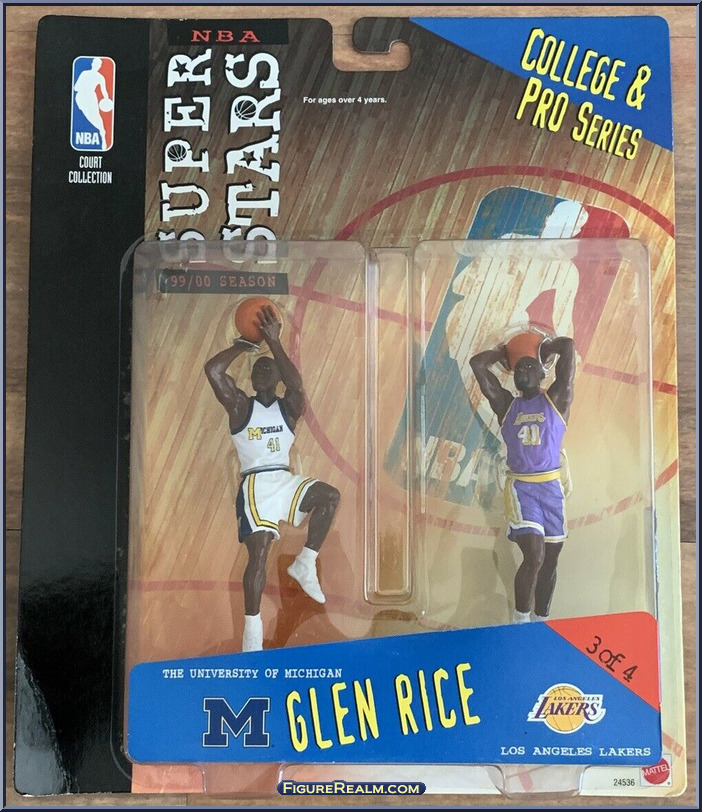 NBA
SUPER
STARS
99/00 SEASON
NBA
COURT
COLLECTION
For ages over 4 years.
COLLEGE &
PRO SERIES
NBA
MICHIGAN
41
LAKERS
41
3 of 4
THE UNIVERSITY OF MICHIGAN
M
GLEN RICE
LOS ANGELES
LAKERS
LOS ANGELES LAKERS
24536
MATTEL
FIGUREREALM.COM